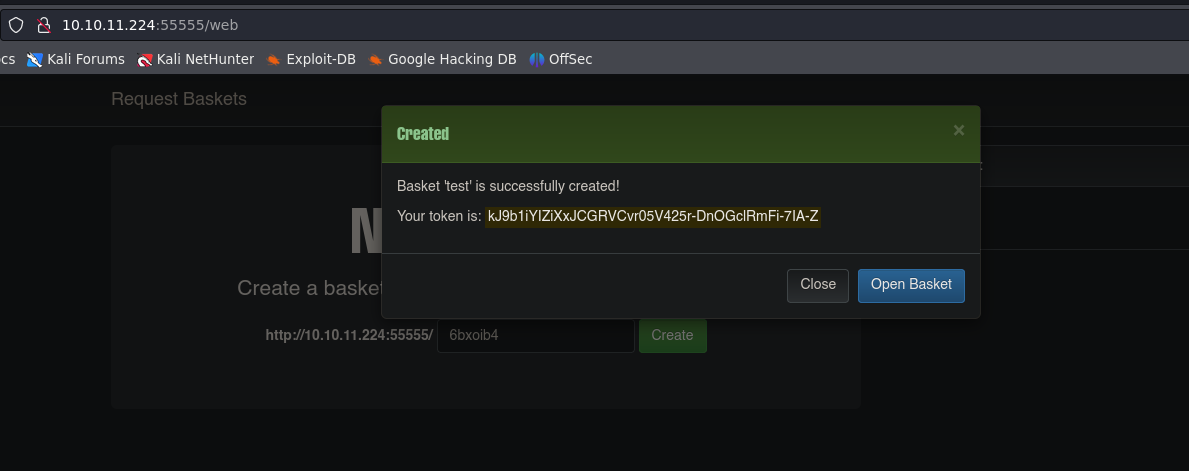 10.10.11.224:55555/web
cs Kali Forums Kali NetHunter Exploit-DB Google Hacking DB OffSec
Request Baskets
Created ×
Basket 'test' is successfully created!
Your token is: kJ9b1iYIZiXxJCGRVCvr05V425r-DnOGclRmFi-7IA-Z
Close Open Basket
Create a basket
http://10.10.11.224:55555/ 6bxoib4 Create